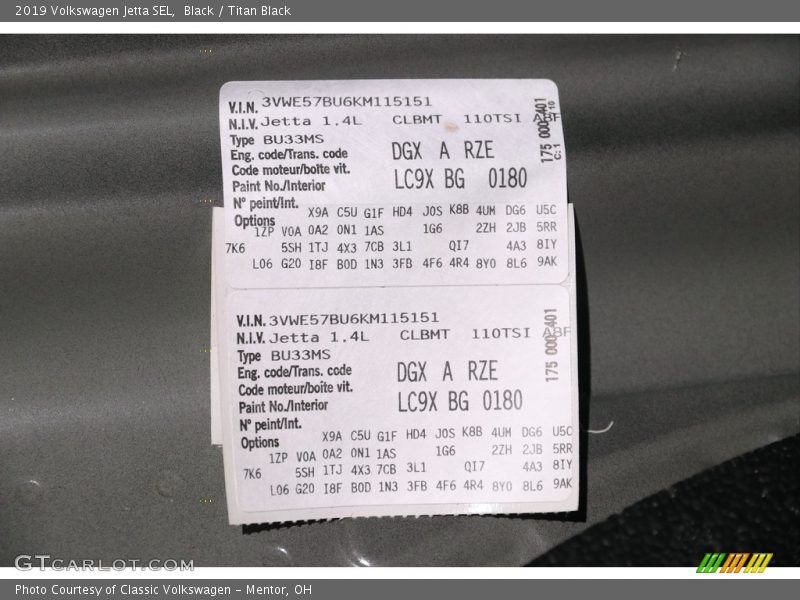 2019 Volkswagen Jetta SEL, Black / Titan Black
V.I.N. 3VWE57BU6KM115151
N.I.V. Jetta 1.4L CLBMT 110TSI A8F
Type BU33MS
Eng. code/Trans. code DGX A RZE
Code moteur/boîte vit.
Paint No./Interior LC9X BG 0180
N° peint/Int.
Options X9A C5U G1F HD4 J0S K8B 4UM DG6 U5C
1ZP V0A 0A2 0N1 1AS 1G6 2ZH 2JB 5RR
7K6 5SH 1TJ 4X3 7CB 3L1 QI7 4A3 8IY
L06 G20 I8F B0D 1N3 3FB 4F6 4R4 8Y0 8L6 9AK
V.I.N. 3VWE57BU6KM115151
N.I.V. Jetta 1.4L CLBMT 110TSI A8F
Type BU33MS
Eng. code/Trans. code DGX A RZE
Code moteur/boîte vit.
Paint No./Interior LC9X BG 0180
N° peint/Int.
Options X9A C5U G1F HD4 J0S K8B 4UM DG6 U5C
1ZP V0A 0A2 0N1 1AS 1G6 2ZH 2JB 5RR
7K6 5SH 1TJ 4X3 7CB 3L1 QI7 4A3 8IY
L06 G20 I8F B0D 1N3 3FB 4F6 4R4 8Y0 8L6 9AK
GTcarlot.com
Photo Courtesy of Classic Volkswagen - Mentor, OH